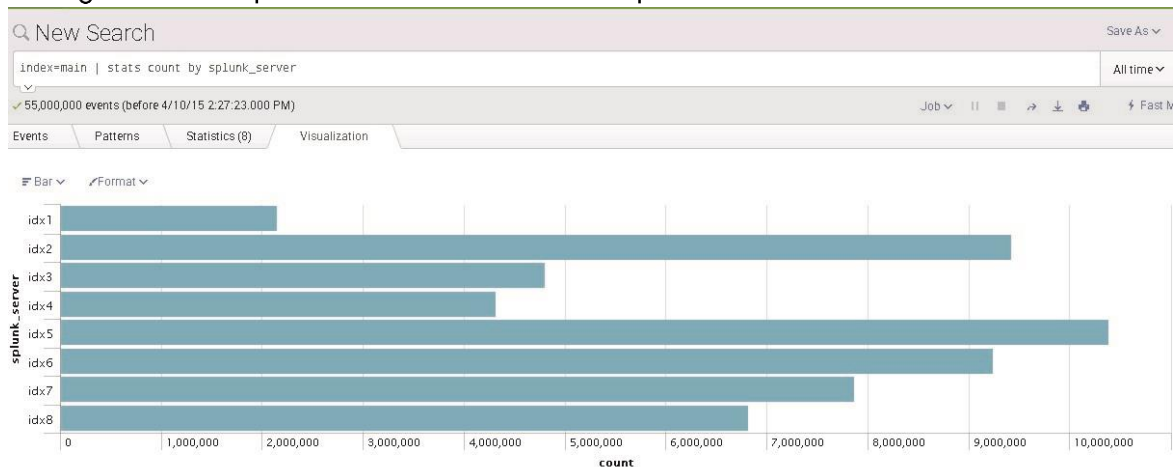 New Search
Save As
index=main | stats count by splunk_server
All time
55,000,000 events (before 4/10/15 2:27:23.000 PM)
Job
Fast
Events Patterns Statistics (8) Visualization
Bar Format
idx1
idx2
idx3
idx4
idx5
idx6
idx7
idx8
splunk_server
0 1,000,000 2,000,000 3,000,000 4,000,000 5,000,000 6,000,000 7,000,000 8,000,000 9,000,000 10,000,000
count